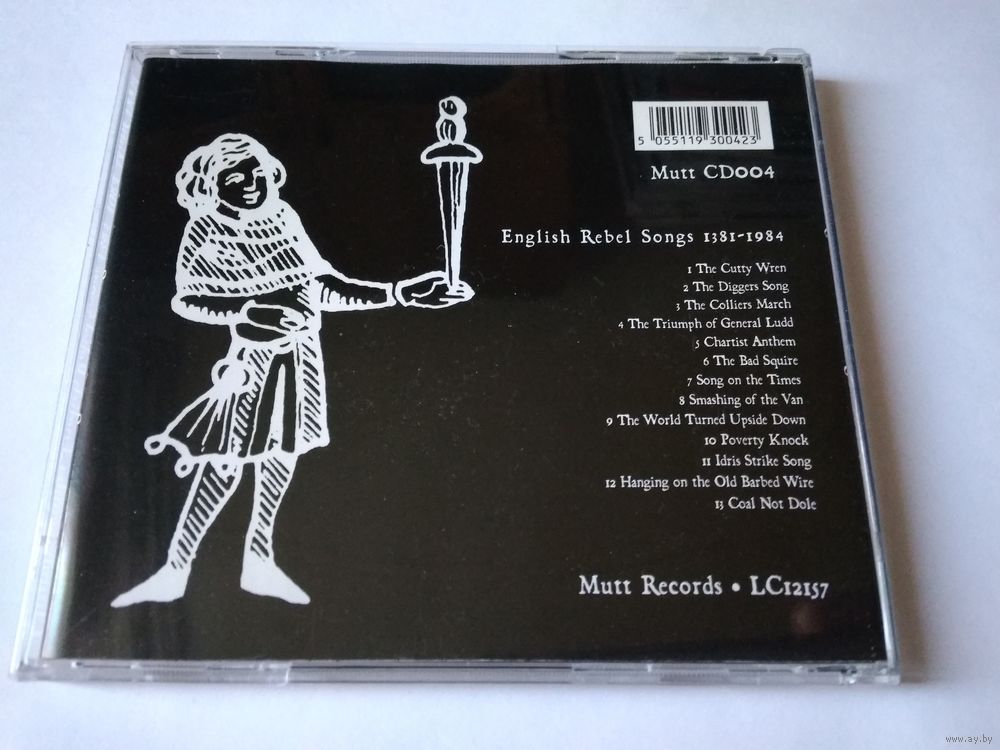 5 055119 300423
Mutt CD004
English Rebel Songs 1381-1984
1 The Cutty Wren
2 The Diggers Song
3 The Colliers March
4 The Triumph of General Ludd
5 Chartist Anthem
6 The Bad Squire
7 Song on the Times
8 Smashing of the Van
9 The World Turned Upside Down
10 Poverty Knock
11 Idris Strike Song
12 Hanging on the Old Barbed Wire
13 Coal Not Dole
Mutt Records • LC12157
www.ay.by